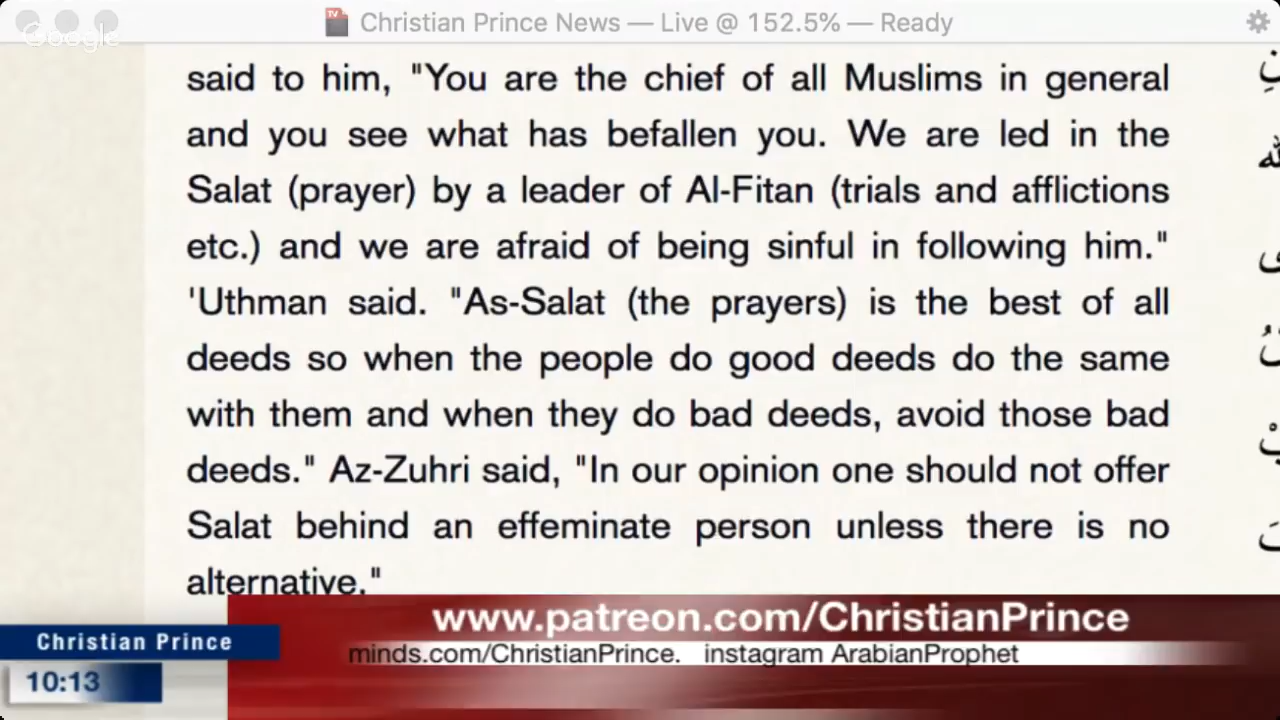 Christian Prince News — Live @ 152.5% — Ready
Google
said to him, "You are the chief of all Muslims in general
and you see what has befallen you. We are led in the
Salat (prayer) by a leader of Al-Fitan (trials and afflictions
etc.) and we are afraid of being sinful in following him."
'Uthman said. "As-Salat (the prayers) is the best of all
deeds so when the people do good deeds do the same
with them and when they do bad deeds, avoid those bad
deeds." Az-Zuhri said, "In our opinion one should not offer
Salat behind an effeminate person unless there is no
alternative."
www.patreon.com/ChristianPrince
Christian Prince
minds.com/ChristianPrince. instagram ArabianProphet
10:13